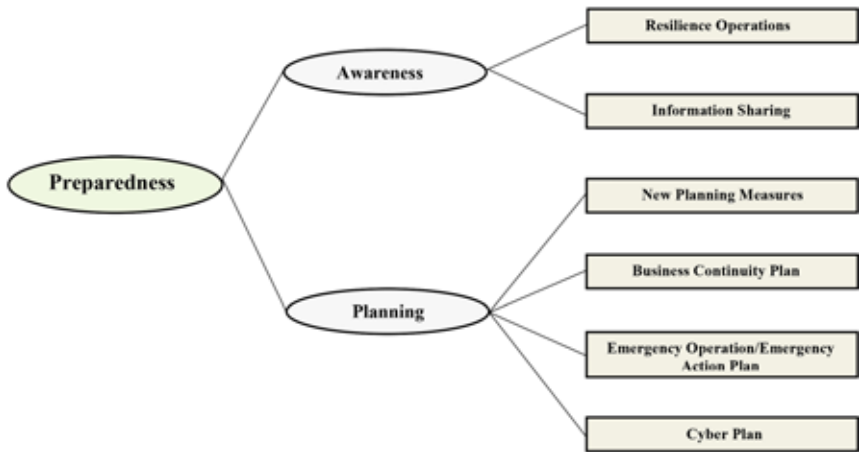 Resilience Operations
Awareness
Information Sharing
Preparedness
New Planning Measures
Business Continuity Plan
Planning
Emergency Operation/Emergency
Action Plan
Cyber Plan